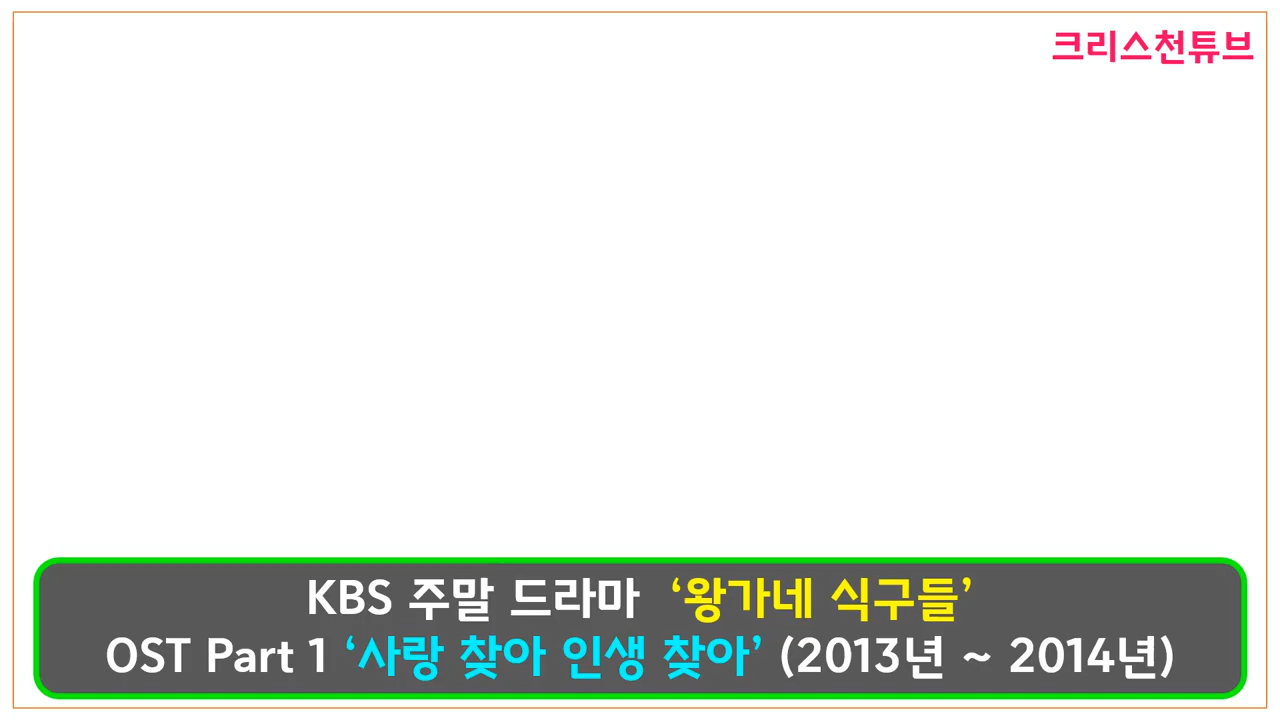 크리스천튜브
KBS 주말 드라마 ‘왕가네 식구들’
OST Part 1 ‘사랑 찾아 인생 찾아’ (2013년 ~ 2014년)